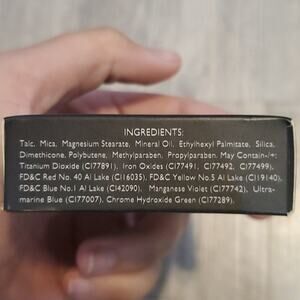 INGREDIENTS:
Talc, Mica, Magnesium Stearate, Mineral Oil, Ethylhexyl Palmitate, Silica,
Dimethicone, Polybutene, Methylparaben, Propylparaben. May Contain+/-:
Titanium Dioxide (CI77891), Iron Oxides (CI77491, CI77492, CI77499),
FD&C Red No. 40 Al Lake (CI16035), FD&C Yellow No.5 Al Lake (CI19140),
FD&C Blue No.1 Al Lake (CI42090), Manganese Violet (CI77742), Ultra-
marine Blue (CI77007), Chrome Hydroxide Green (CI77289).